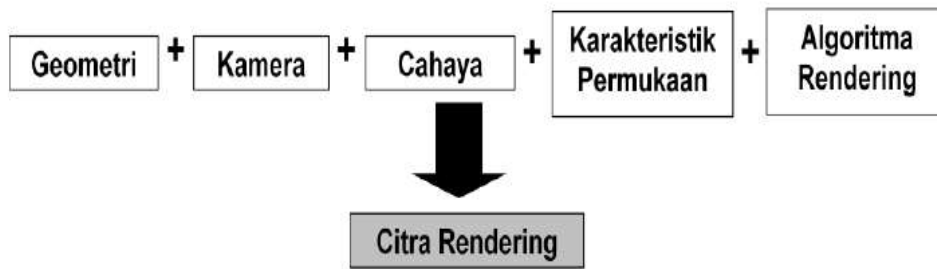 Geometri + Kamera + Cahaya + Karakteristik Permukaan + Algoritma Rendering
Citra Rendering